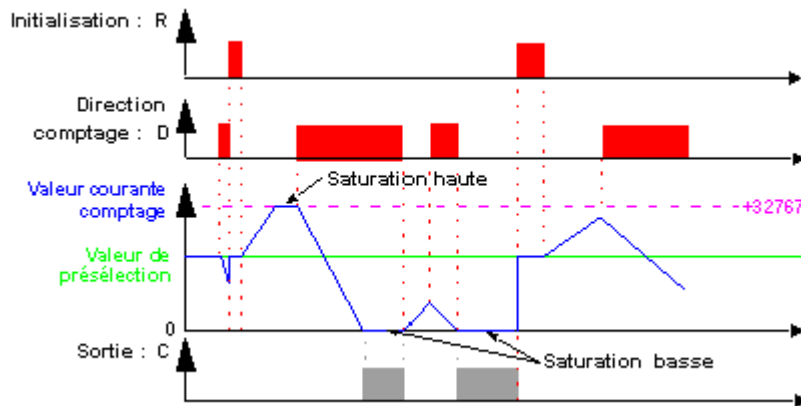 Initialisation : R
Direction
comptage : D
Valeur courante
comptage
Saturation haute
+32767
Valeur de
présélection
0
Sortie : C
Saturation basse